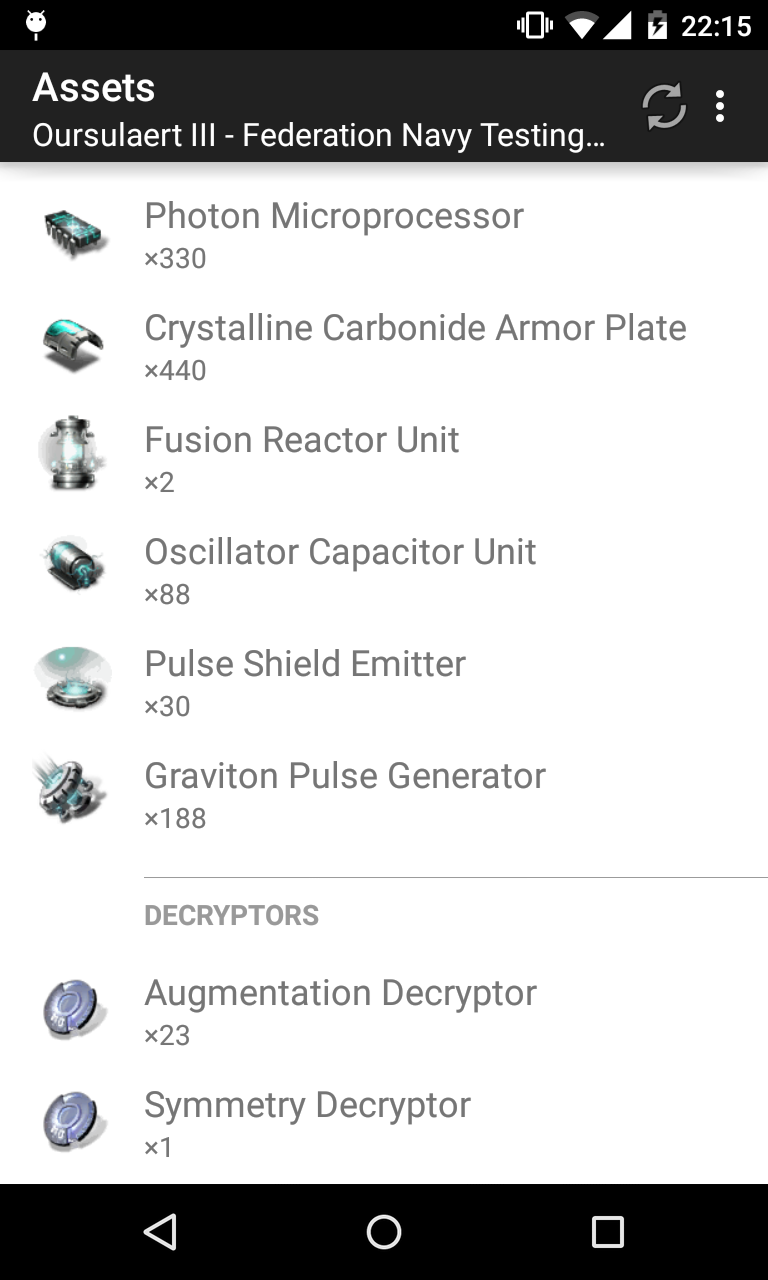 22:15
Assets
Oursulaert III - Federation Navy Testing...
Photon Microprocessor
×330
Crystalline Carbonide Armor Plate
×440
Fusion Reactor Unit
×2
Oscillator Capacitor Unit
×88
Pulse Shield Emitter
×30
Graviton Pulse Generator
×188
DECRYPTORS
Augmentation Decryptor
×23
Symmetry Decryptor
×1